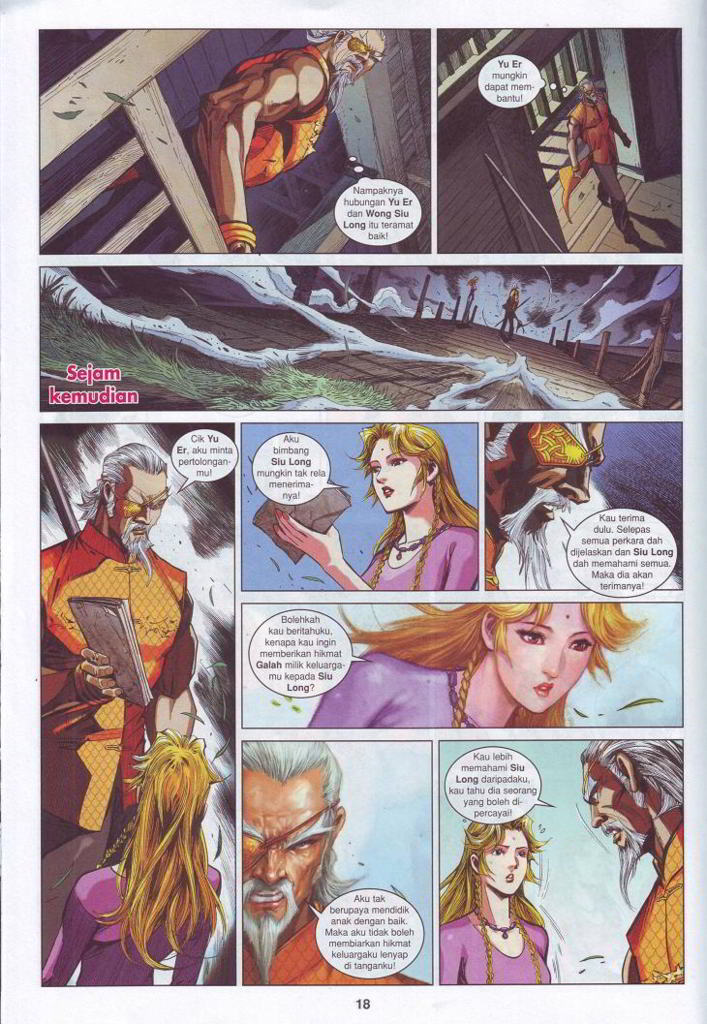 Nampaknya
hubungan Yu Er
dan Wong Siu
Long itu teramat
baik!
Yu Er
mungkin
dapat mem-
bantu!
Sejam
kemudian
Cik Yu
Er, aku minta
pertolongan-
mu!
Aku
bimbang
Siu Long
mungkin tak rela
menerima-
nya!
Kau terima
dulu. Selepas
semua perkara dah
dijelaskan dan Siu Long
dah memahami semua.
Maka dia akan
terimanya!
Bolehkah
kau beritahuku,
kenapa kau ingin
memberikan hikmat
Galah milik keluarga-
mu kepada Siu
Long?
Aku tak
berupaya mendidik
anak dengan baik.
Maka aku tidak boleh
membiarkan hikmat
keluargaku lenyap
di tanganku!
Kau lebih
memahami Siu
Long daripadaku,
kau tahu dia seorang
yang boleh di-
percayai!
18